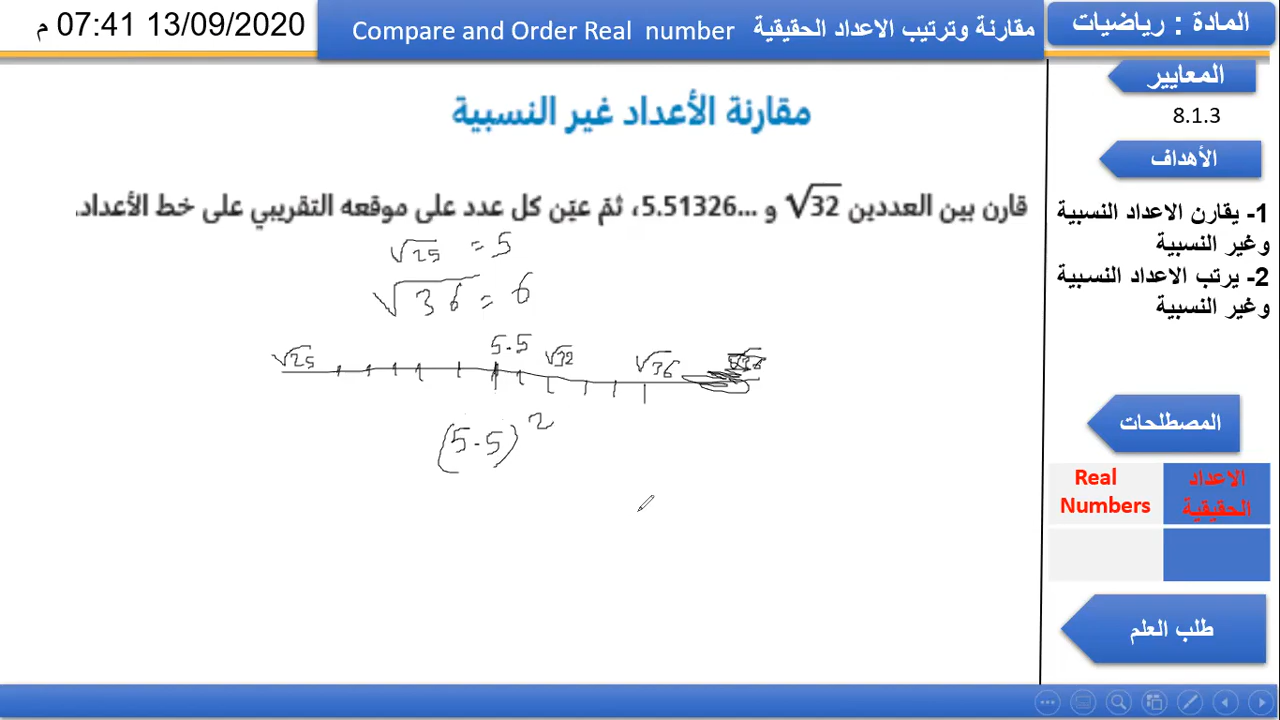 المادة : رياضيات
مقارنة وترتيب الاعداد الحقيقية Compare and Order Real number
07:41 13/09/2020 م
المعايير
8.1.3
الأهداف
1- يقارن الاعداد النسبية
وغير النسبية
2- يرتب الاعداد النسبية
وغير النسبية
المصطلحات
الاعداد الحقيقية
Real Numbers
طلب العلم
مقارنة الأعداد غير النسبية
قارن بين العددين √32 و 5.51326...، ثمّ عيّن كل عدد على موقعه التقريبي على خط الأعداد.
√25 = 5
√36 = 6
√25 5.5 √32 √36
(5.5)²